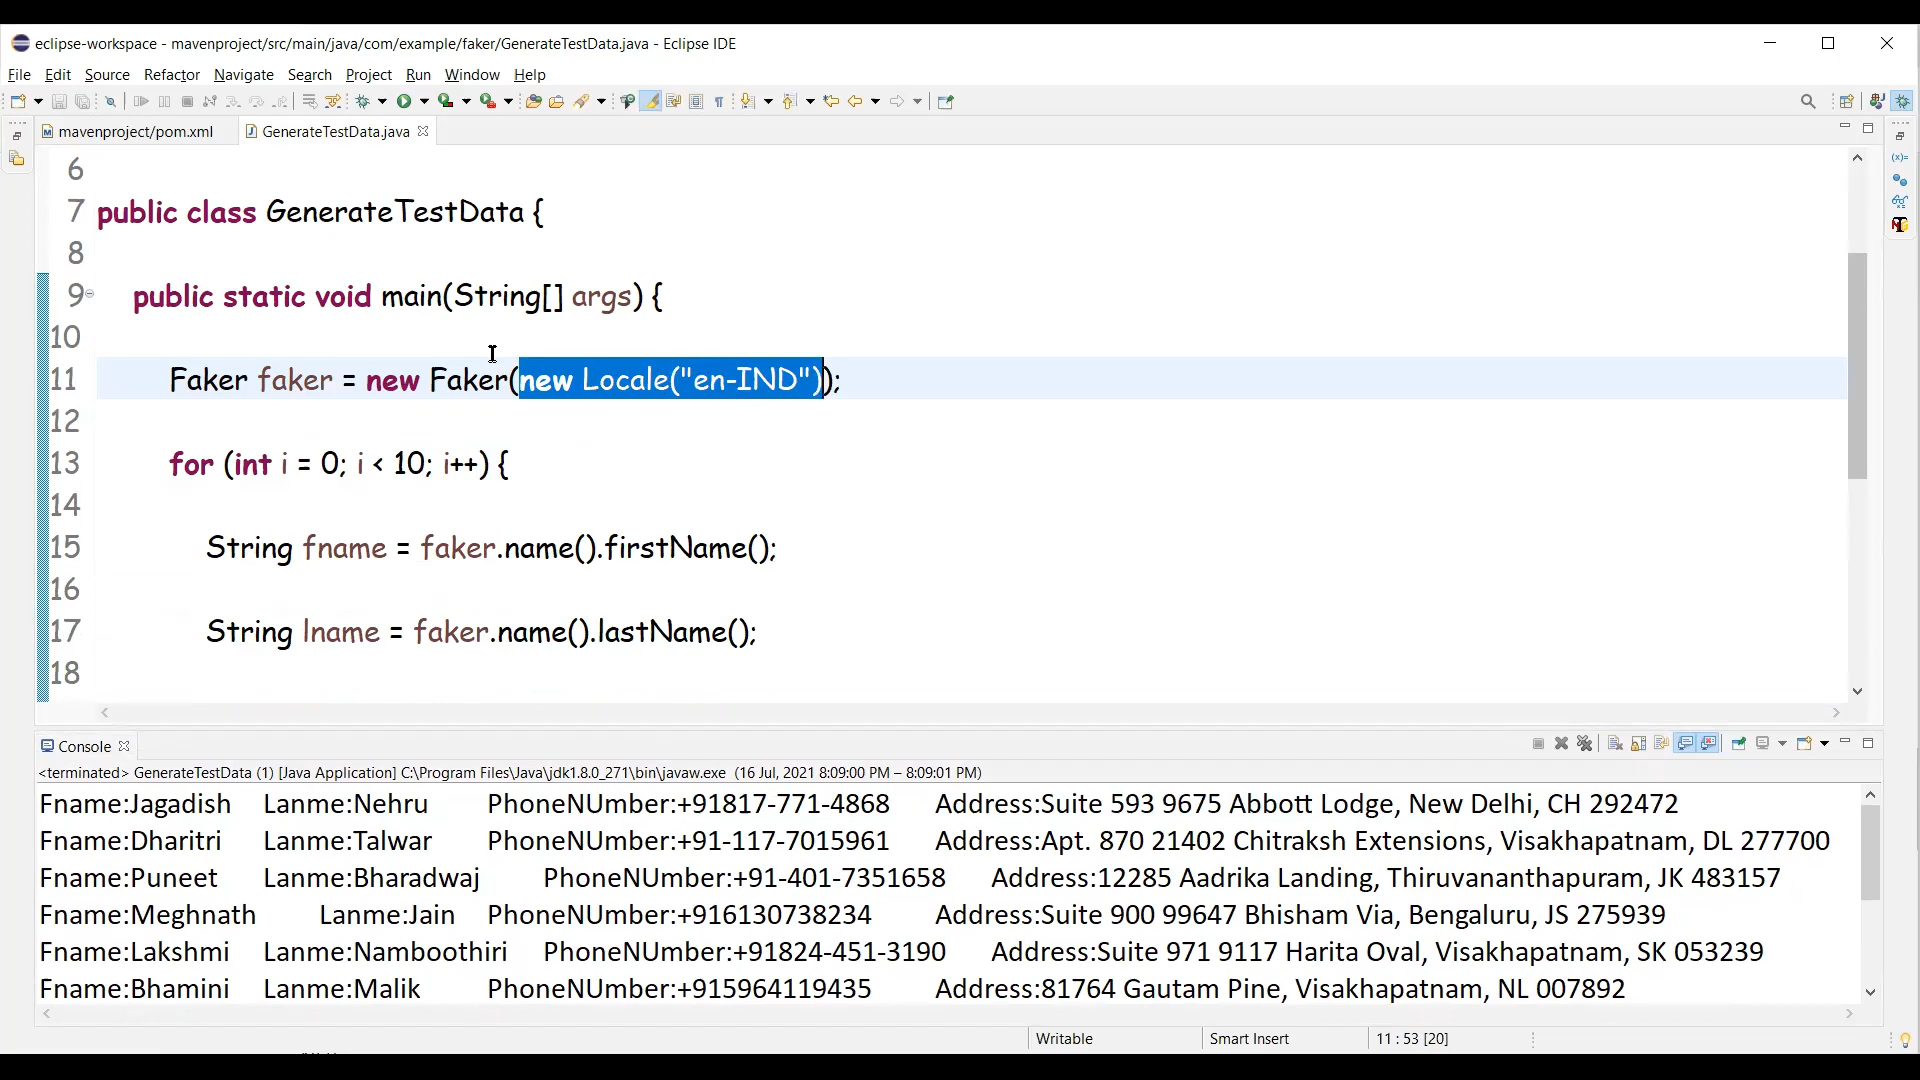 eclipse-workspace - mavenproject/src/main/java/com/example/faker/GenerateTestData.java - Eclipse IDE
File Edit Source Refactor Navigate Search Project Run Window Help
mavenproject/pom.xml GenerateTestData.java
6
7 public class GenerateTestData {
8
9 public static void main(String[] args) {
10
11 Faker faker = new Faker(new Locale("en-IND"));
12
13 for (int i = 0; i < 10; i++) {
14
15 String fname = faker.name().firstName();
16
17 String lname = faker.name().lastName();
18
Console
<terminated> GenerateTestData (1) [Java Application] C:\Program Files\Java\jdk1.8.0_271\bin\javaw.exe (16 Jul, 2021 8:09:00 PM – 8:09:01 PM)
Fname:Jagadish Lanme:Nehru PhoneNUmber:+91817-771-4868 Address:Suite 593 9675 Abbott Lodge, New Delhi, CH 292472
Fname:Dharitri Lanme:Talwar PhoneNUmber:+91-117-7015961 Address:Apt. 870 21402 Chitraksh Extensions, Visakhapatnam, DL 277700
Fname:Puneet Lanme:Bharadwaj PhoneNUmber:+91-401-7351658 Address:12285 Aadrika Landing, Thiruvananthapuram, JK 483157
Fname:Meghnath Lanme:Jain PhoneNUmber:+916130738234 Address:Suite 900 99647 Bhisham Via, Bengaluru, JS 275939
Fname:Lakshmi Lanme:Namboothiri PhoneNUmber:+91824-451-3190 Address:Suite 971 9117 Harita Oval, Visakhapatnam, SK 053239
Fname:Bhamini Lanme:Malik PhoneNUmber:+915964119435 Address:81764 Gautam Pine, Visakhapatnam, NL 007892
Writable Smart Insert 11 : 53 [20]